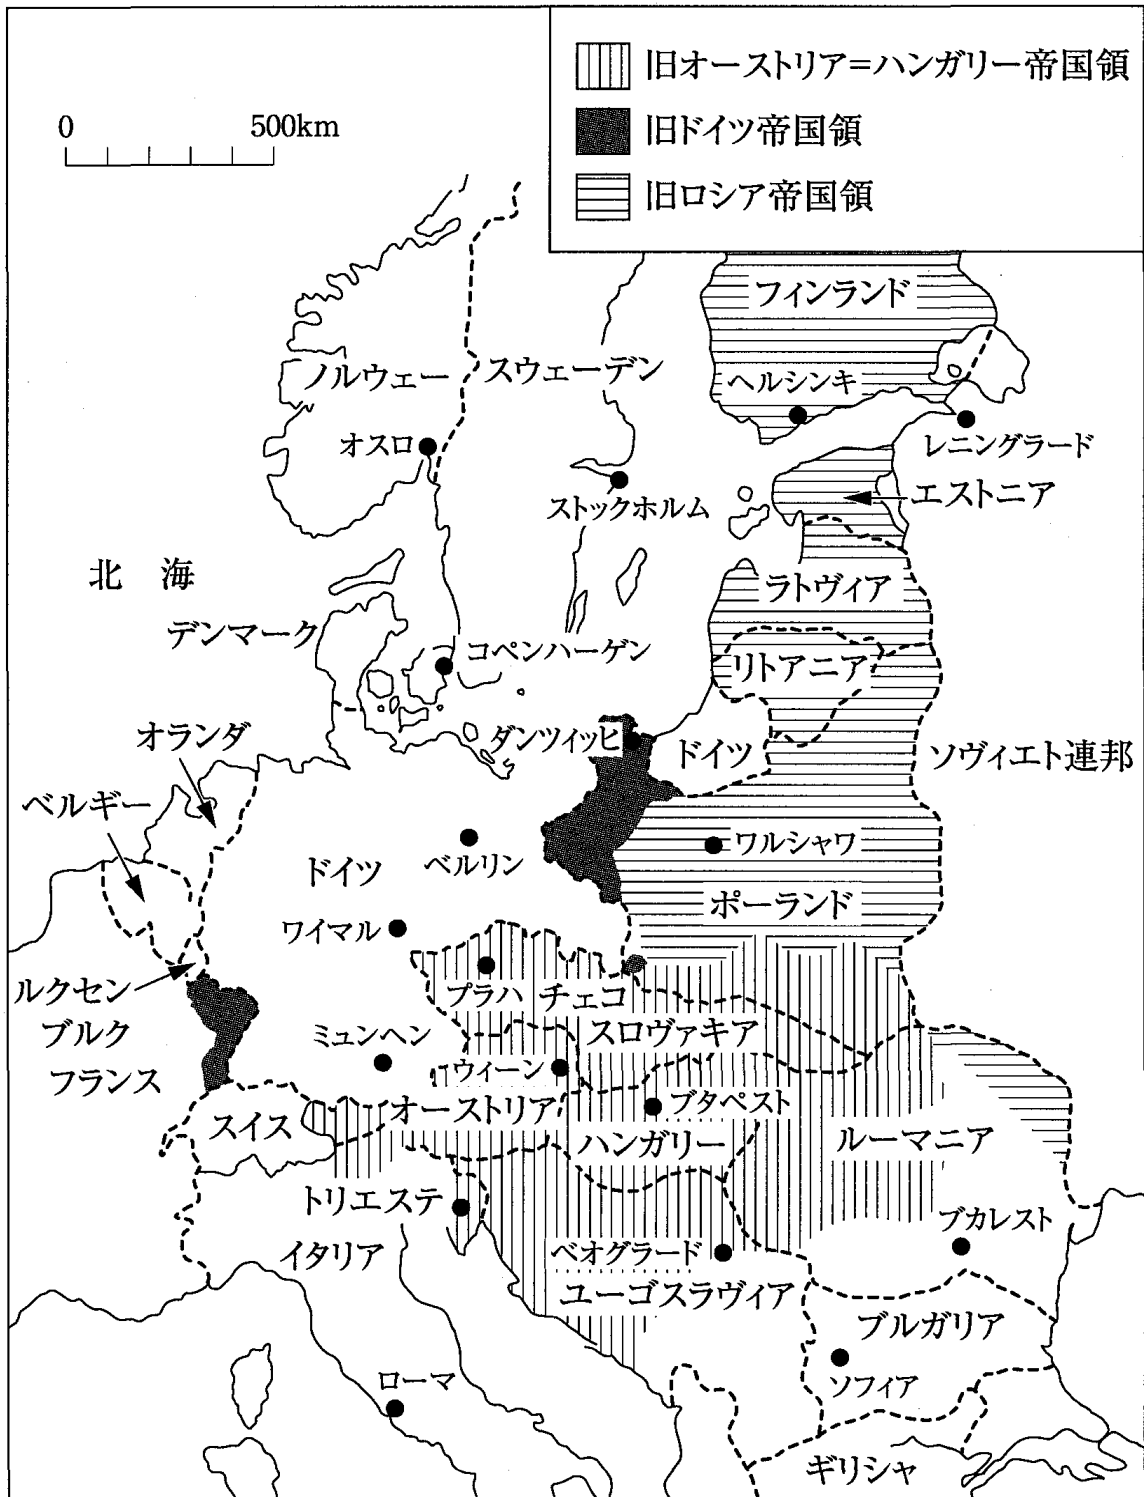 旧オーストリア=ハンガリー帝国領
旧ドイツ帝国領
旧ロシア帝国領
0 500km
フィンランド
ノルウェー
スウェーデン
ヘルシンキ
オスロ
レニングラード
ストックホルム
エストニア
北 海
ラトヴィア
デンマーク
コペンハーゲン
リトアニア
オランダ
ダンツィッヒ
ドイツ
ソヴィエト連邦
ベルギー
ベルリン
ワルシャワ
ドイツ
ポーランド
ワイマル
ルクセン
ブルク
プラハ
チェコ
スロヴァキア
フランス
ミュンヘン
ウィーン
スイス
オーストリア
ブタペスト
ハンガリー
ルーマニア
トリエステ
イタリア
ベオグラード
ブカレスト
ユーゴスラヴィア
ブルガリア
ソフィア
ローマ
ギリシャ